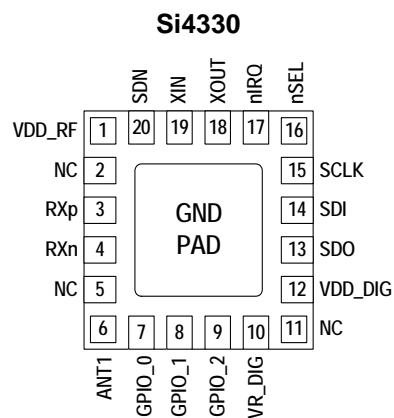 Si4330
SDN
XIN
XOUT
nIRQ
nSEL
VDD_RF 1 20 19 18 17 16
NC 2 15 SCLK
RXp 3 GND 14 SDI
RXn 4 PAD 13 SDO
NC 5 12 VDD_DIG
6 7 8 9 10 11 NC
ANT1
GPIO_0
GPIO_1
GPIO_2
VR_DIG